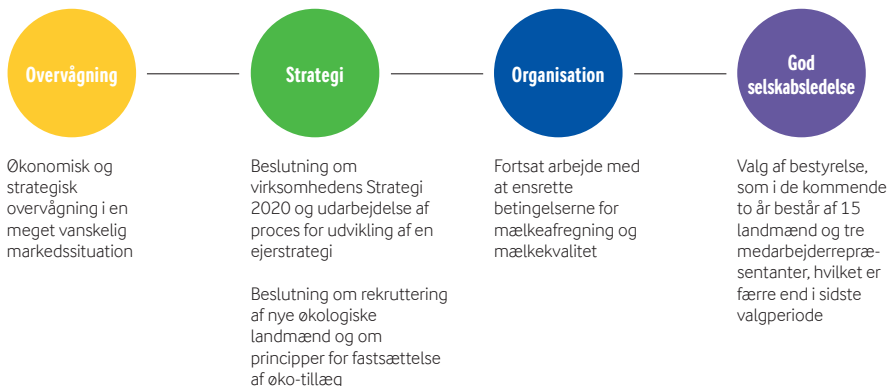 Overvågning
Økonomisk og
strategisk
overvågning i en
meget vanskelig
markedssituation
Strategi
Beslutning om
virksomhedens Strategi
2020 og udarbejdelse af
proces for udvikling af en
ejerstrategi
Beslutning om rekruttering
af nye økologiske
landmænd og om
principper for fastsættelse
af øko-tillæg
Organisation
Fortsat arbejde med
at ensrette
betingelserne for
mælkeafregning og
mælkekvalitet
God
selskabsledelse
Valg af bestyrelse,
som i de kommende
to år består af 15
landmænd og tre
medarbejderrepræ-
sentanter, hvilket er
færre end i sidste
valgperiode